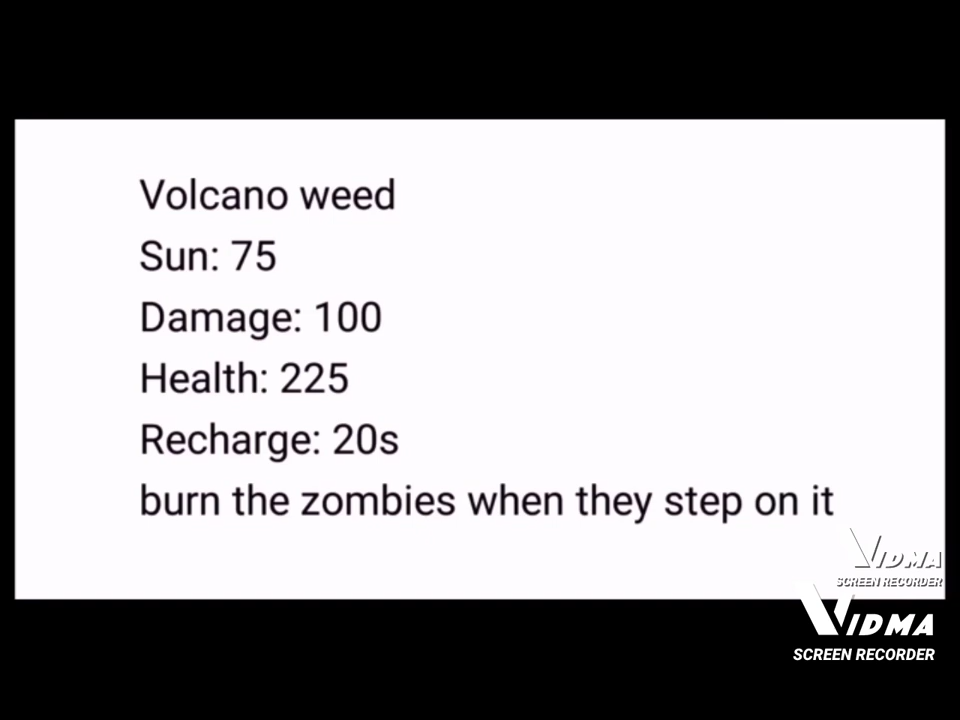 Volcano weed
Sun: 75
Damage: 100
Health: 225
Recharge: 20s
burn the zombies when they step on it
VIDMA
SCREEN RECORDER
VIDMA
SCREEN RECORDER